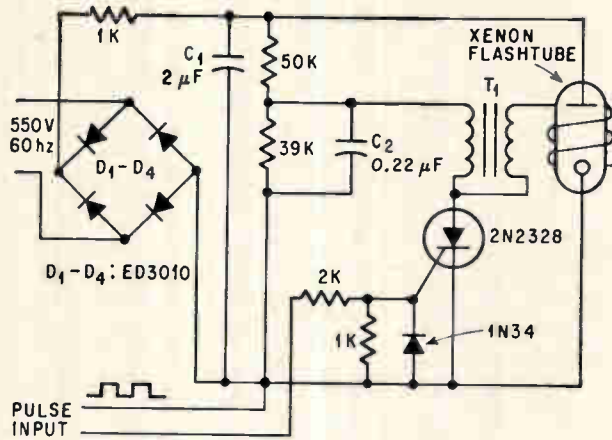 1K
C1
2 µF
50K
XENON
FLASHTUBE
T1
550V
60hz
D1-D4
39K
C2
0.22 µF
2N2328
D1-D4: ED3010
2K
1K
1N34
PULSE
INPUT